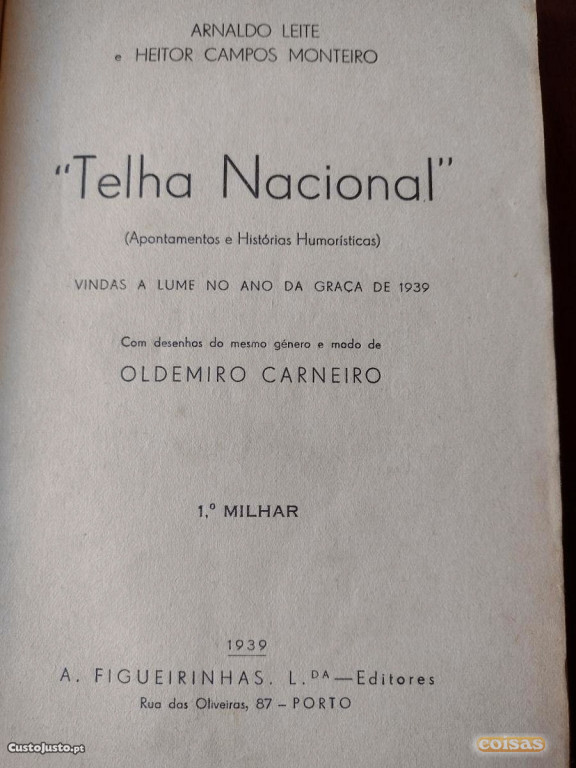 ARNALDO LEITE
e HEITOR CAMPOS MONTEIRO
"Telha Nacional"
(Apontamentos e Histórias Humorísticas)
VINDAS A LUME NO ANO DA GRAÇA DE 1939
Com desenhos do mesmo género e modo de
OLDEMIRO CARNEIRO
1.º MILHAR
1939
A. FIGUEIRINHAS. L.DA — Editores
Rua das Oliveiras, 87 – PORTO
CustoJusto.pt
coisas